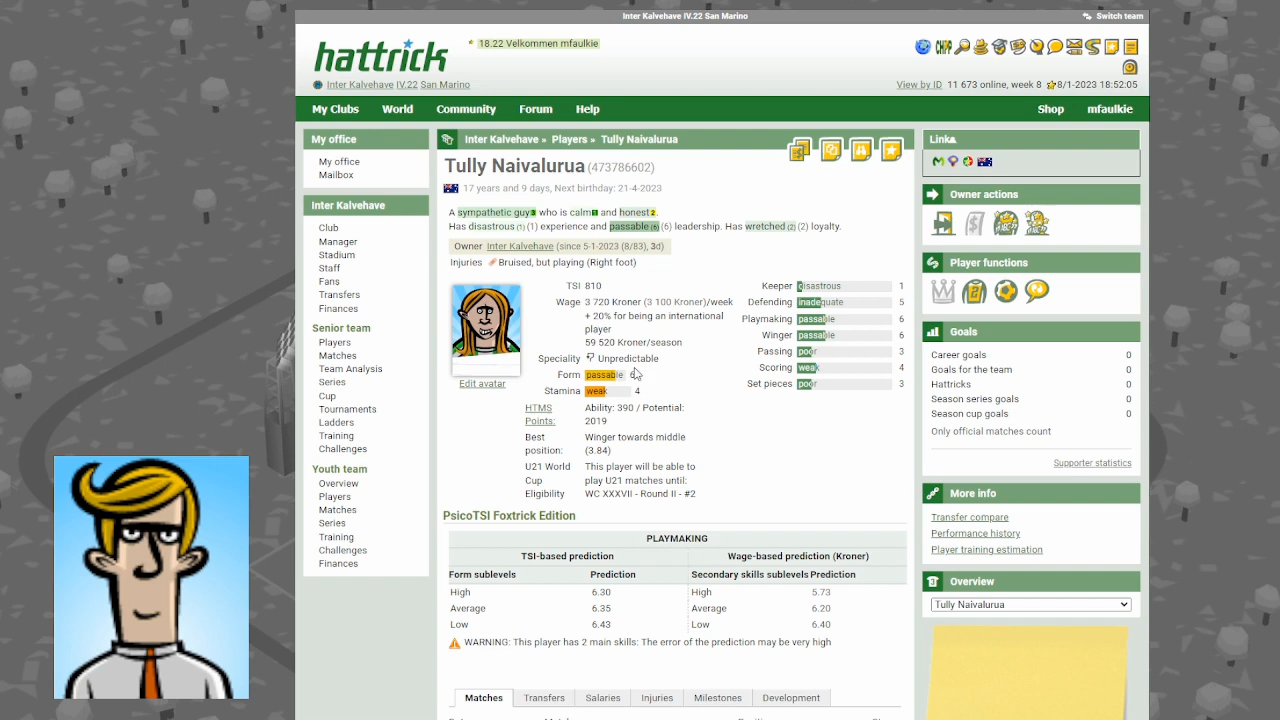 Inter Kalvehave IV.22 San Marino
Switch team
hattrick
18.22 Velkommen mfaulkie
CHPP
Inter Kalvehave IV.22 San Marino
View by ID 11 673 online, week 8 8/1-2023 18:52:05
My Clubs World Community Forum Help Shop mfaulkie
My office
My office
Mailbox
Inter Kalvehave
Club
Manager
Stadium
Staff
Fans
Transfers
Finances
Senior team
Players
Matches
Team Analysis
Series
Cup
Tournaments
Ladders
Training
Challenges
Youth team
Overview
Players
Matches
Series
Training
Challenges
Finances
Inter Kalvehave » Players » Tully Naivalurua
Tully Naivalurua (473786602)
17 years and 9 days, Next birthday: 21-4-2023
A sympathetic guy 3 who is calm and honest 2.
Has disastrous (1) (1) experience and passable (6) (6) leadership. Has wretched (2) (2) loyalty.
Owner Inter Kalvehave (since 5-1-2023 (8/83), 3d)
Injuries Bruised, but playing (Right foot)
Edit avatar
TSI 810
Wage 3 720 Kroner (3 100 Kroner)/week
+ 20% for being an international
player
59 520 Kroner/season
Speciality Unpredictable
Form passable 6
Stamina weak 4
HTMS Points: Ability: 390 / Potential:
2019
Best position: Winger towards middle
(3.84)
U21 World Cup Eligibility This player will be able to
play U21 matches until:
WC XXXVII - Round II - #2
Keeper disastrous 1
Defending inadequate 5
Playmaking passable 6
Winger passable 6
Passing poor 3
Scoring weak 4
Set pieces poor 3
PsicoTSI Foxtrick Edition
PLAYMAKING
TSI-based prediction Wage-based prediction (Kroner)
Form sublevels Prediction Secondary skills sublevels Prediction
High 6.30 High 5.73
Average 6.35 Average 6.20
Low 6.43 Low 6.40
WARNING: This player has 2 main skills: The error of the prediction may be very high
Matches Transfers Salaries Injuries Milestones Development
Links
Owner actions
Player functions
Goals
Career goals 0
Goals for the team 0
Hattricks 0
Season series goals 0
Season cup goals 0
Only official matches count
Supporter statistics
More info
Transfer compare
Performance history
Player training estimation
Overview
Tully Naivalurua